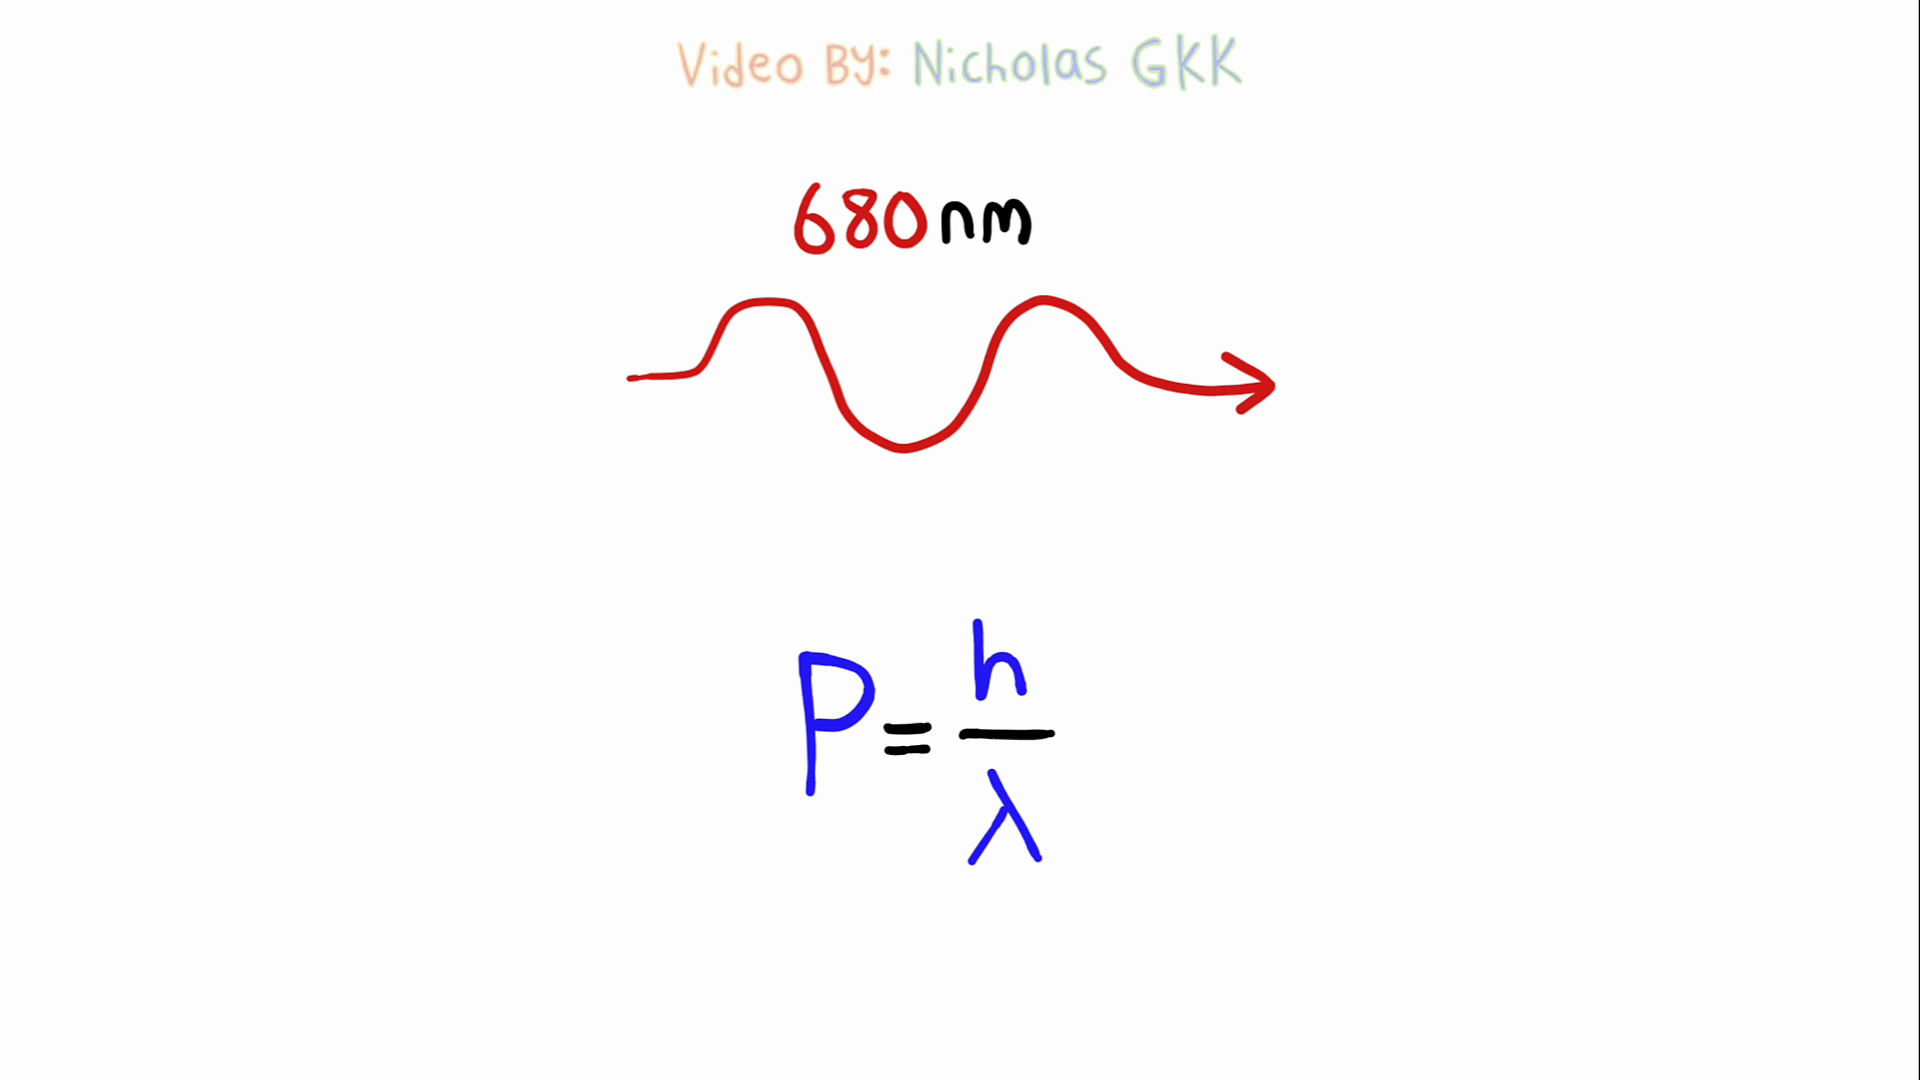 Video By: Nicholas GKK
680nm
P = h/λ